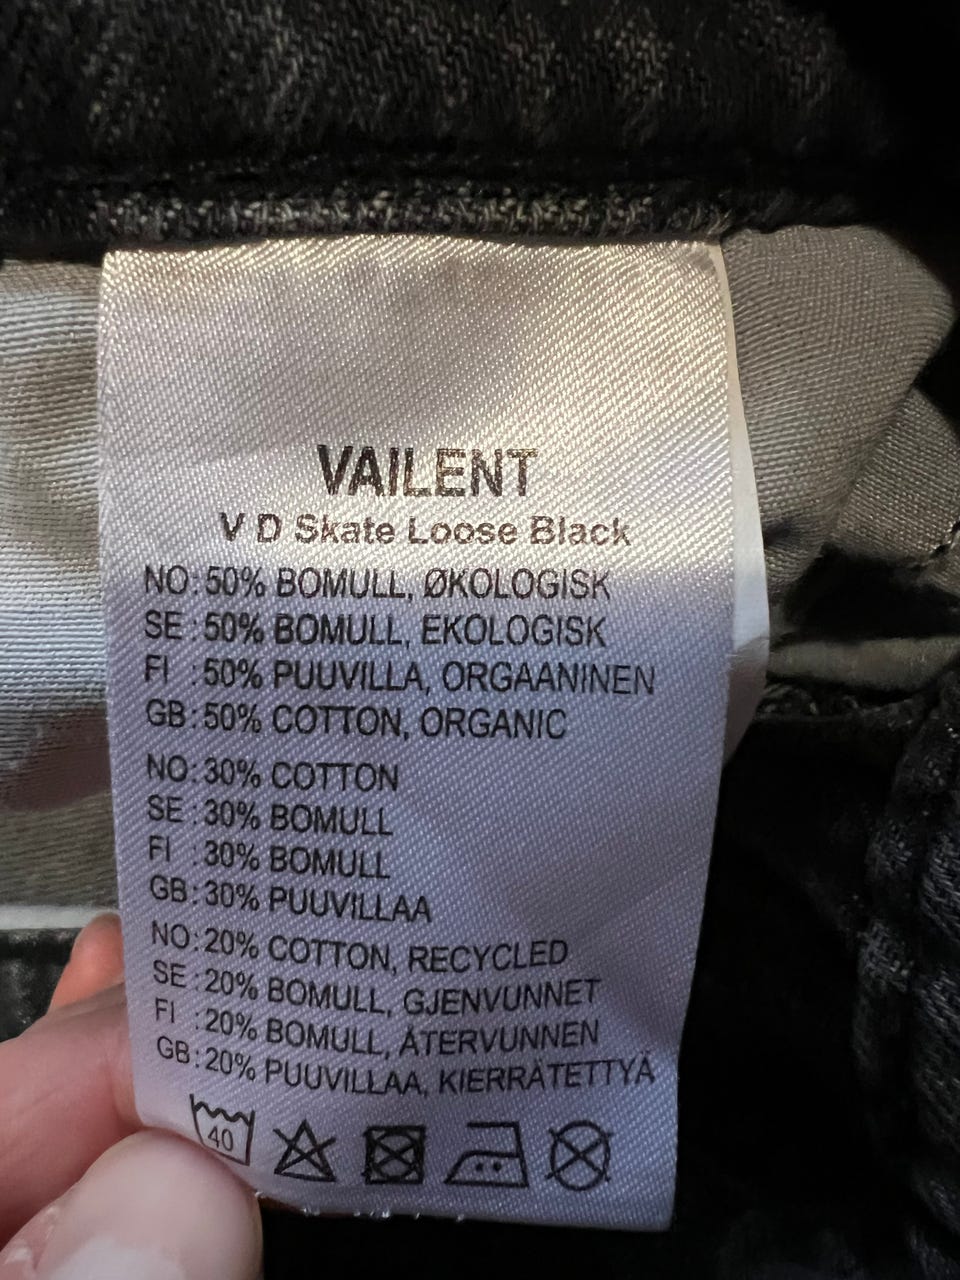 VAILENT
V D Skate Loose Black
NO: 50% BOMULL, ØKOLOGISK
SE : 50% BOMULL, EKOLOGISK
FI : 50% PUUVILLA, ORGAANINEN
GB: 50% COTTON, ORGANIC
NO: 30% COTTON
SE : 30% BOMULL
FI : 30% BOMULL
GB: 30% PUUVILLAA
NO: 20% COTTON, RECYCLED
SE : 20% BOMULL, GJENVUNNET
FI : 20% BOMULL, ÅTERVUNNEN
GB: 20% PUUVILLAA, KIERRÄTETTYÄ
40